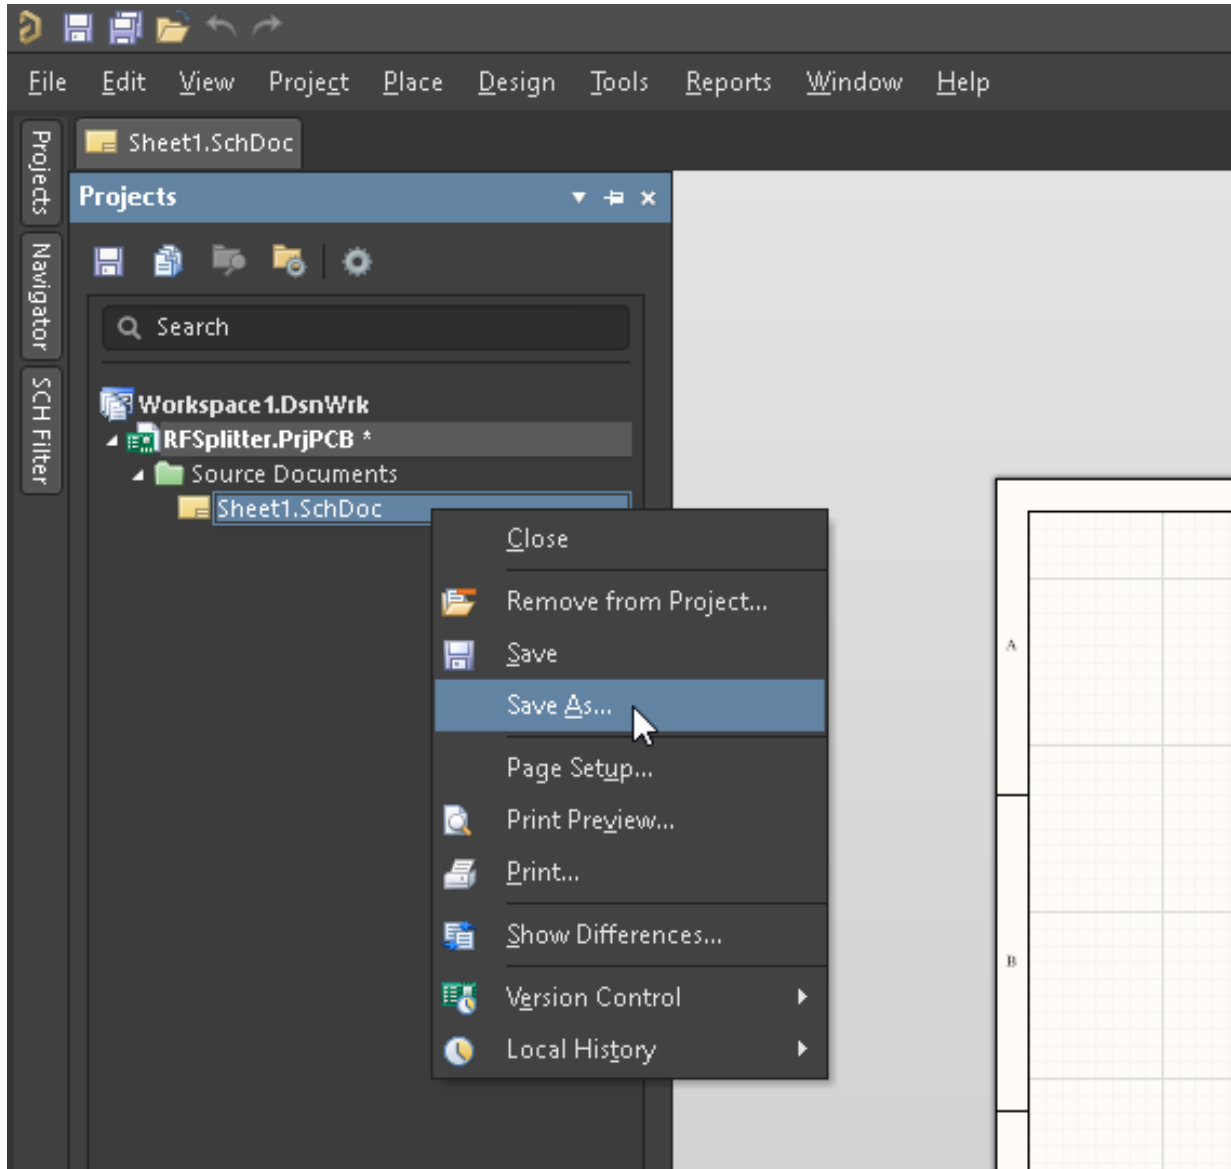 File Edit View Project Place Design Tools Reports Window Help
Projects
Navigator
SCH Filter
Sheet1.SchDoc
Projects
Search
Workspace1.DsnWrk
RFSplitter.PrjPCB *
Source Documents
Sheet1.SchDoc
Close
Remove from Project...
Save
Save As...
Page Setup...
Print Preview...
Print...
Show Differences...
Version Control
Local History
A
B